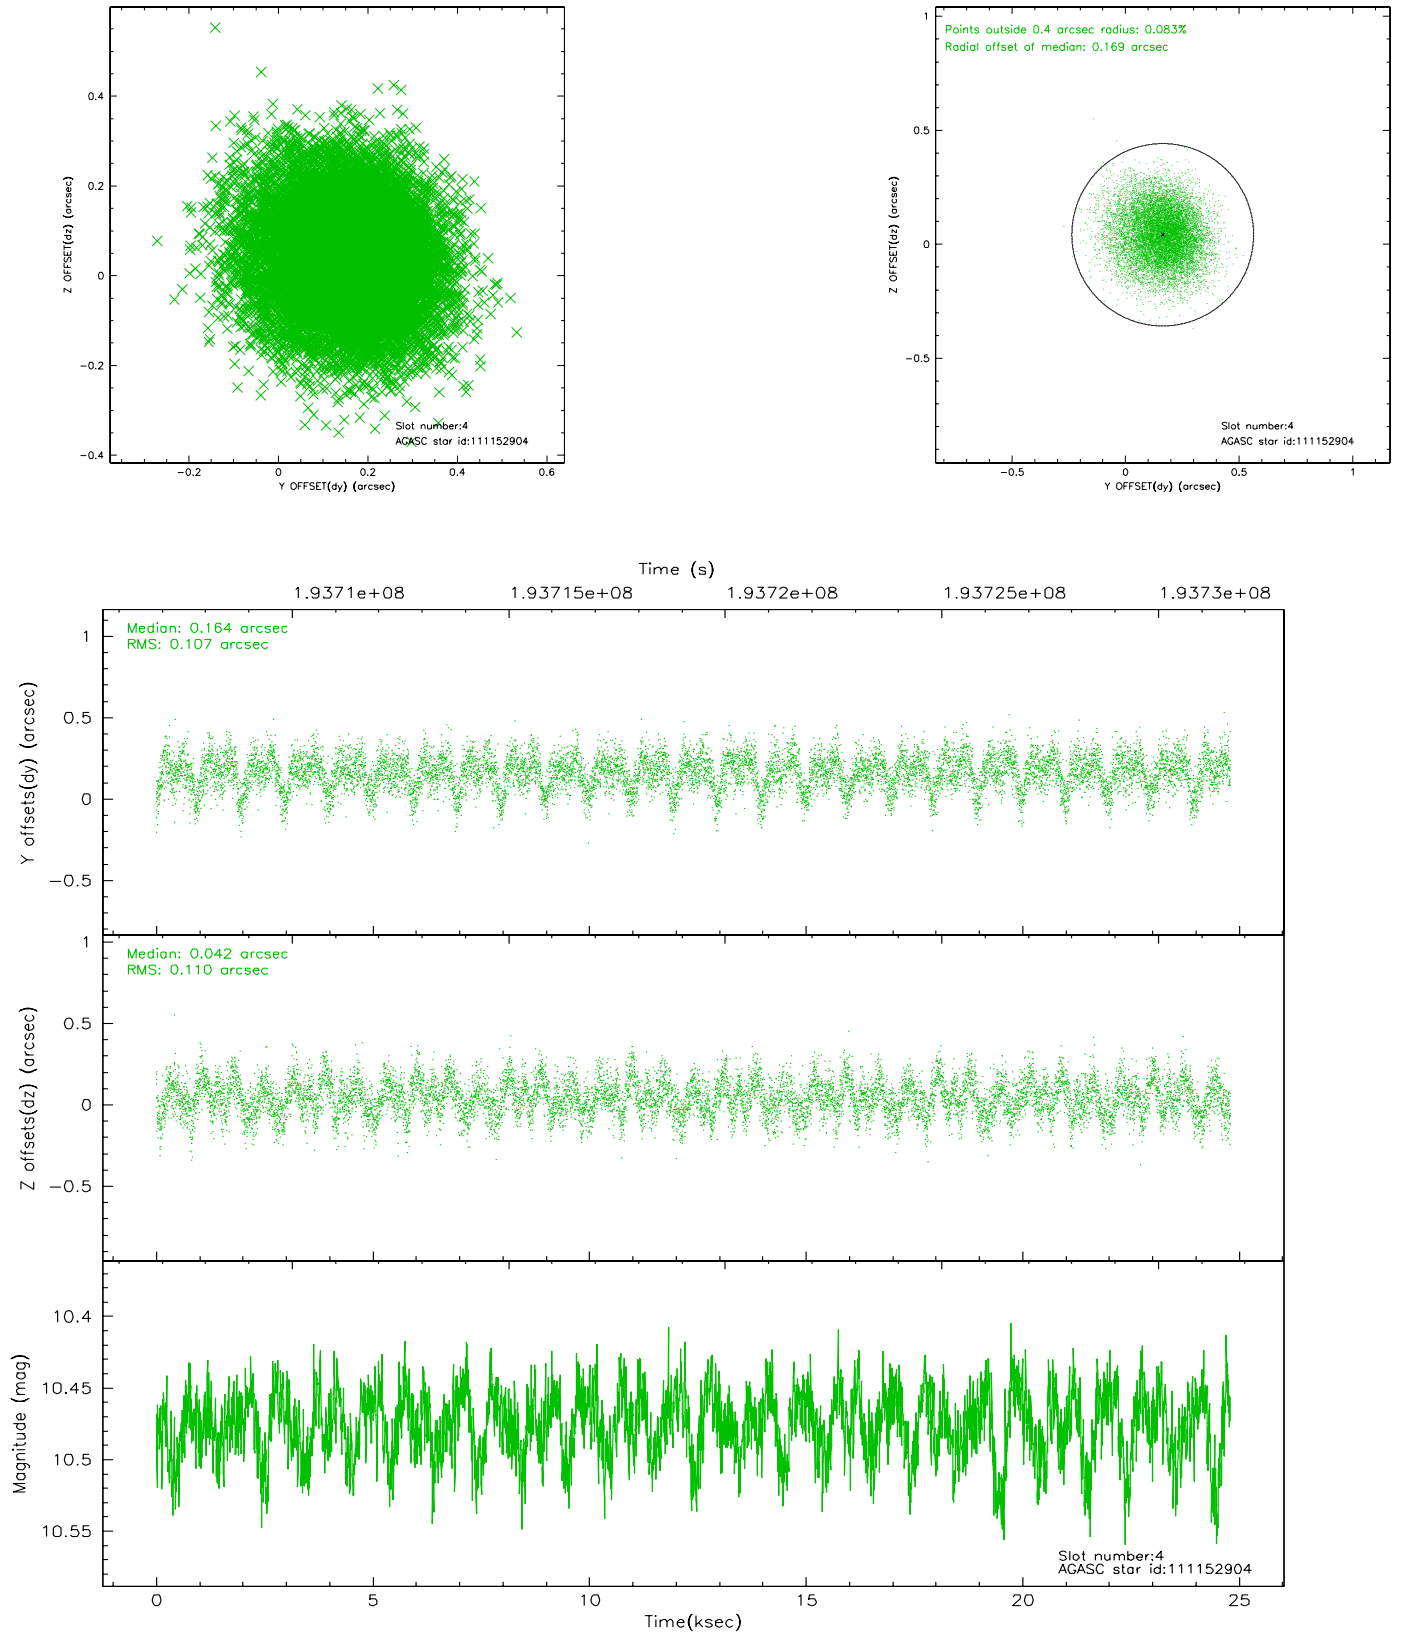 0.4
0.2
0
−0.2
−0.4
Z OFFSET(dz) (arcsec)
−0.2 0 0.2 0.4 0.6
Y OFFSET(dy) (arcsec)
Slot number:4
AGASC star id:111152904
Points outside 0.4 arcsec radius: 0.083%
Radial offset of median: 0.169 arcsec
1
0.5
0
−0.5
Z OFFSET(dz) (arcsec)
−0.5 0 0.5 1
Y OFFSET(dy) (arcsec)
Slot number:4
AGASC star id:111152904
Time (s)
1.9371e+08 1.93715e+08 1.9372e+08 1.93725e+08 1.9373e+08
Median: 0.164 arcsec
RMS: 0.107 arcsec
1
0.5
0
−0.5
Y offsets(dy) (arcsec)
Median: 0.042 arcsec
RMS: 0.110 arcsec
1
0.5
0
−0.5
Z offsets(dz) (arcsec)
10.4
10.45
10.5
10.55
Magnitude (mag)
Slot number:4
AGASC star id:111152904
0 5 10 15 20 25
Time(ksec)